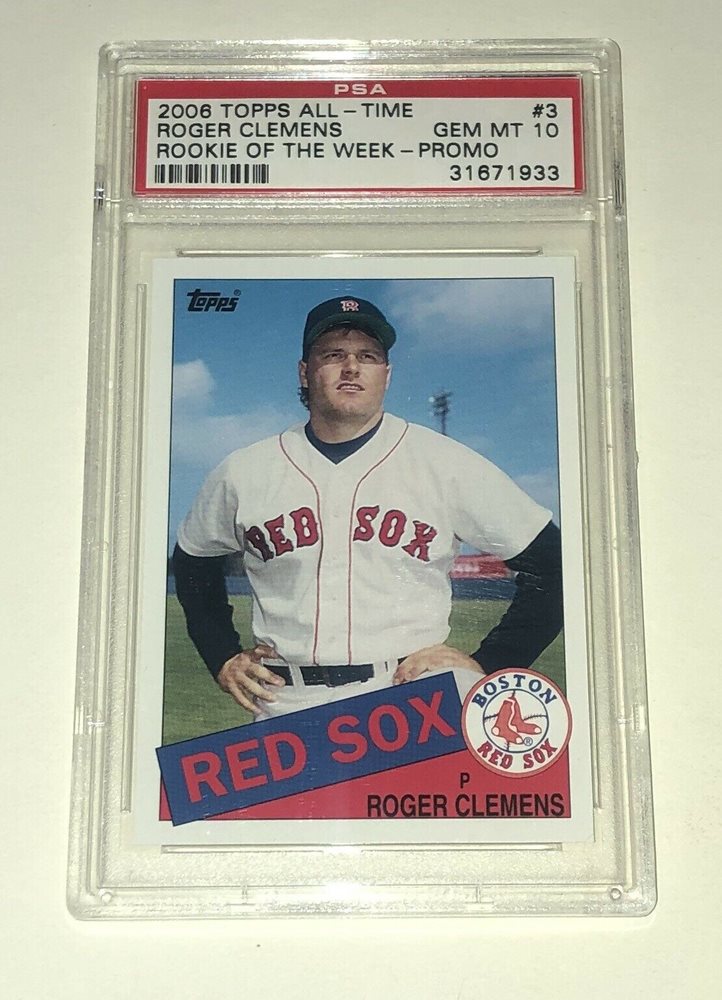 PSA
2006 TOPPS ALL-TIME #3
ROGER CLEMENS GEM MT 10
ROOKIE OF THE WEEK-PROMO
31671933
Topps®
B
RED SOX
BOSTON
RED SOX
®
RED SOX
P
ROGER CLEMENS